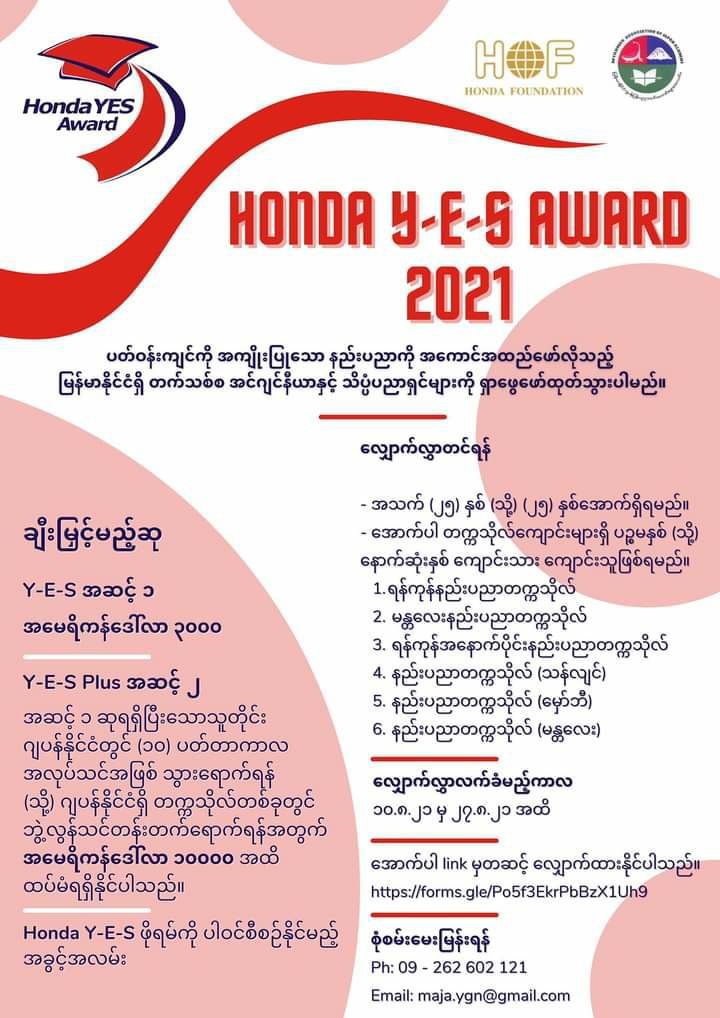 Honda YES
Award
HOF
HONDA FOUNDATION
MYANMAR ASSOCIATION OF JAPAN ALUMNI
HONDA Y-E-S AWARD
2021
ပတ်ဝန်းကျင်ကို အကျိုးပြုသော နည်းပညာကို အကောင်အထည်ဖော်လိုသည့်
မြန်မာနိုင်ငံရှိ တက်သစ်စ အင်ဂျင်နီယာနှင့် သိပ္ပံပညာရှင်များကို ရှာဖွေဖော်ထုတ်သွားပါမည်။
ချီးမြှင့်မည့်ဆု
Y-E-S အဆင့် ၁
အမေရိကန်ဒေါ်လာ ၃၀၀၀
Y-E-S Plus အဆင့် ၂
အဆင့် ၁ ဆုရရှိပြီးသောသူတိုင်း
ဂျပန်နိုင်ငံတွင် (၁၀) ပတ်တာကာလ
အလုပ်သင်အဖြစ် သွားရောက်ရန်
(သို့) ဂျပန်နိုင်ငံရှိ တက္ကသိုလ်တစ်ခုတွင်
ဘွဲ့လွန်သင်တန်းတက်ရောက်ရန်အတွက်
အမေရိကန်ဒေါ်လာ ၁၀၀၀၀ အထိ
ထပ်မံရရှိနိုင်ပါသည်။
Honda Y-E-S ဖိုရမ်ကို ပါဝင်စီစဉ်နိုင်မည့်
အခွင့်အလမ်း
လျှောက်လွှာတင်ရန်
- အသက် (၂၅) နှစ် (သို့) (၂၅) နှစ်အောက်ရှိရမည်။
- အောက်ပါ တက္ကသိုလ်ကျောင်းများရှိ ပဉ္စမနှစ် (သို့)
နောက်ဆုံးနှစ် ကျောင်းသား ကျောင်းသူဖြစ်ရမည်။
1. ရန်ကုန်နည်းပညာတက္ကသိုလ်
2. မန္တလေးနည်းပညာတက္ကသိုလ်
3. ရန်ကုန်အနောက်ပိုင်းနည်းပညာတက္ကသိုလ်
4. နည်းပညာတက္ကသိုလ် (သန်လျင်)
5. နည်းပညာတက္ကသိုလ် (မှော်ဘီ)
6. နည်းပညာတက္ကသိုလ် (မန္တလေး)
လျှောက်လွှာလက်ခံမည့်ကာလ
၁၀.၈.၂၁ မှ ၂၇.၈.၂၁ အထိ
အောက်ပါ link မှတဆင့် လျှောက်ထားနိုင်ပါသည်။
https://forms.gle/Po5f3EkrPbBzX1Uh9
စုံစမ်းမေးမြန်းရန်
Ph: 09 - 262 602 121
Email: maja.ygn@gmail.com